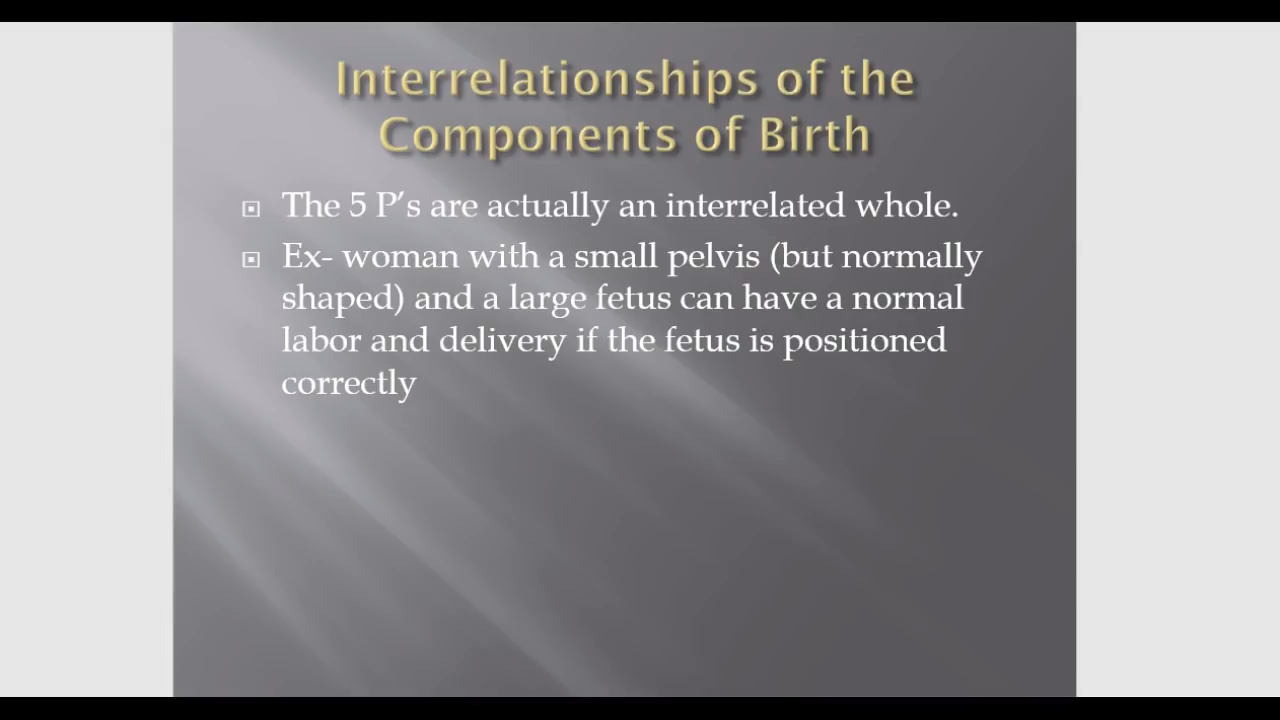 Interrelationships of the
Components of Birth
The 5 P’s are actually an interrelated whole.
Ex- woman with a small pelvis (but normally
shaped) and a large fetus can have a normal
labor and delivery if the fetus is positioned
correctly